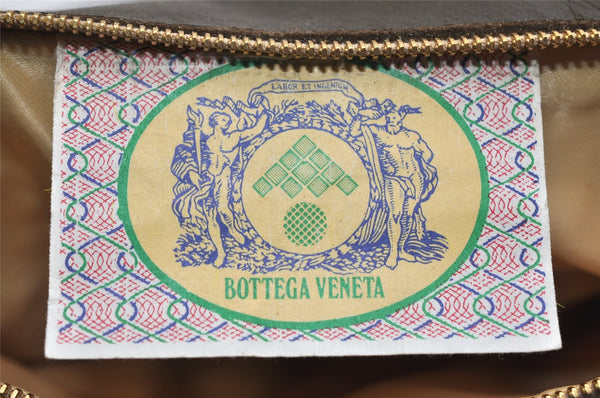 LABOR ET INGENIUM
BOTTEGA VENETA